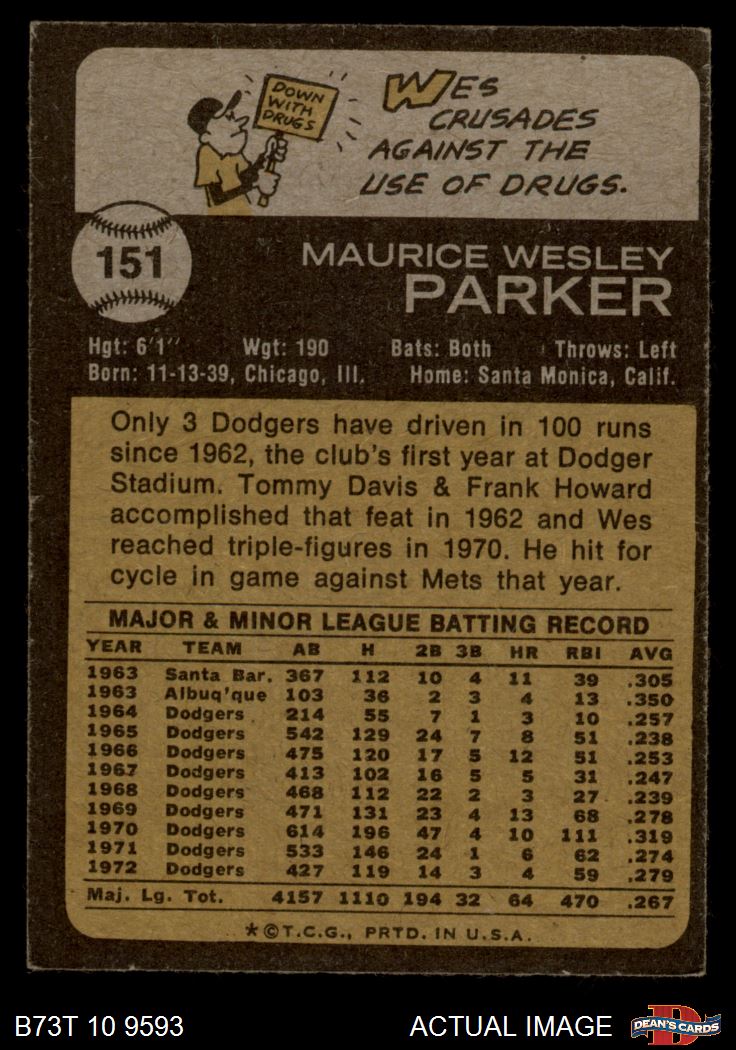 DOWN
WITH
DRUGS
WES
CRUSADES
AGAINST THE
USE OF DRUGS.
151
MAURICE WESLEY
PARKER
Hgt: 6'1" Wgt: 190 Bats: Both Throws: Left
Born: 11-13-39, Chicago, Ill. Home: Santa Monica, Calif.
Only 3 Dodgers have driven in 100 runs
since 1962, the club's first year at Dodger
Stadium. Tommy Davis & Frank Howard
accomplished that feat in 1962 and Wes
reached triple-figures in 1970. He hit for
cycle in game against Mets that year.
MAJOR & MINOR LEAGUE BATTING RECORD
YEAR TEAM AB H 2B 3B HR RBI AVG
1963 Santa Bar. 367 112 10 4 11 39 .305
1963 Albuq'que 103 36 2 3 4 13 .350
1964 Dodgers 214 55 7 1 3 10 .257
1965 Dodgers 542 129 24 7 8 51 .238
1966 Dodgers 475 120 17 5 12 51 .253
1967 Dodgers 413 102 16 5 5 31 .247
1968 Dodgers 468 112 22 2 3 27 .239
1969 Dodgers 471 131 23 4 13 68 .278
1970 Dodgers 614 196 47 4 10 111 .319
1971 Dodgers 533 146 24 1 6 62 .274
1972 Dodgers 427 119 14 3 4 59 .279
Maj. Lg. Tot. 4157 1110 194 32 64 470 .267
*©T.C.G., PRTD. IN U.S.A.
B73T 10 9593 ACTUAL IMAGE D DEAN'S CARDS